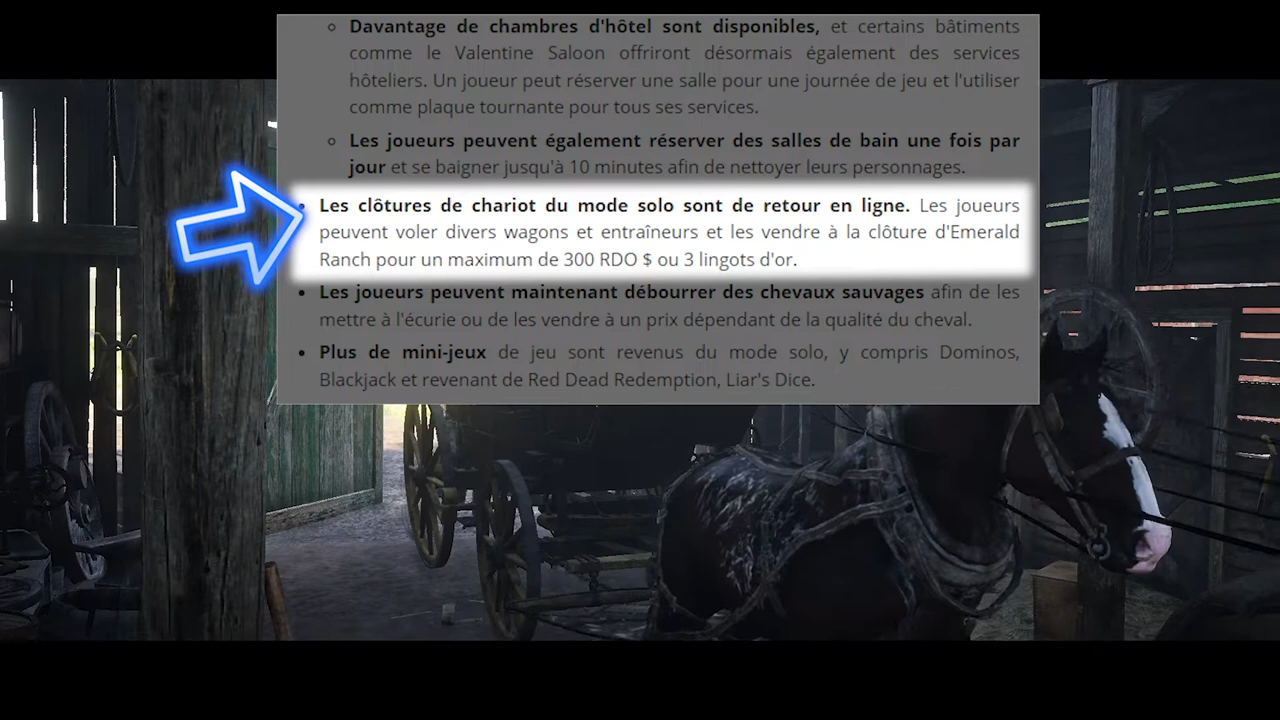 Davantage de chambres d'hôtel sont disponibles, et certains bâtiments
comme le Valentine Saloon offriront désormais également des services
hôteliers. Un joueur peut réserver une salle pour une journée de jeu et l'utiliser
comme plaque tournante pour tous ses services.
Les joueurs peuvent également réserver des salles de bain une fois par
jour et se baigner jusqu'à 10 minutes afin de nettoyer leurs personnages.
Les clôtures de chariot du mode solo sont de retour en ligne. Les joueurs
peuvent voler divers wagons et entraîneurs et les vendre à la clôture d'Emerald
Ranch pour un maximum de 300 RDO $ ou 3 lingots d'or.
Les joueurs peuvent maintenant débourrer des chevaux sauvages afin de les
mettre à l'écurie ou de les vendre à un prix dépendant de la qualité du cheval.
Plus de mini-jeux de jeu sont revenus du mode solo, y compris Dominos,
Blackjack et revenant de Red Dead Redemption, Liar's Dice.